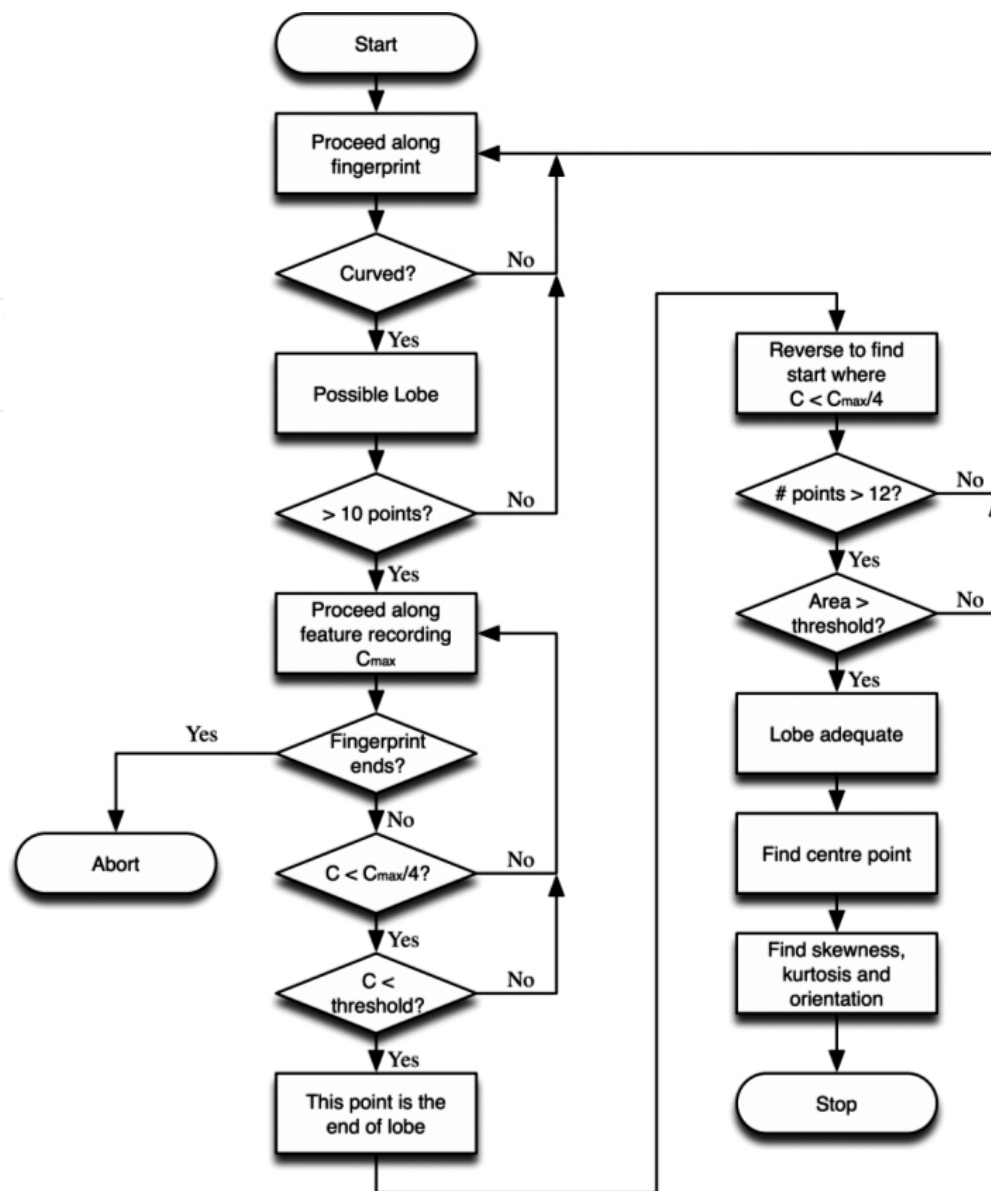 Start
Proceed along
fingerprint
Curved?
No
Yes
Possible Lobe
> 10 points?
No
Yes
Proceed along
feature recording
Cmax
Fingerprint
ends?
Yes
Abort
No
C < Cmax/4?
No
Yes
C <
threshold?
No
Yes
This point is the
end of lobe
Reverse to find
start where
C < Cmax/4
# points > 12?
No
Yes
Area >
threshold?
No
Yes
Lobe adequate
Find centre point
Find skewness,
kurtosis and
orientation
Stop